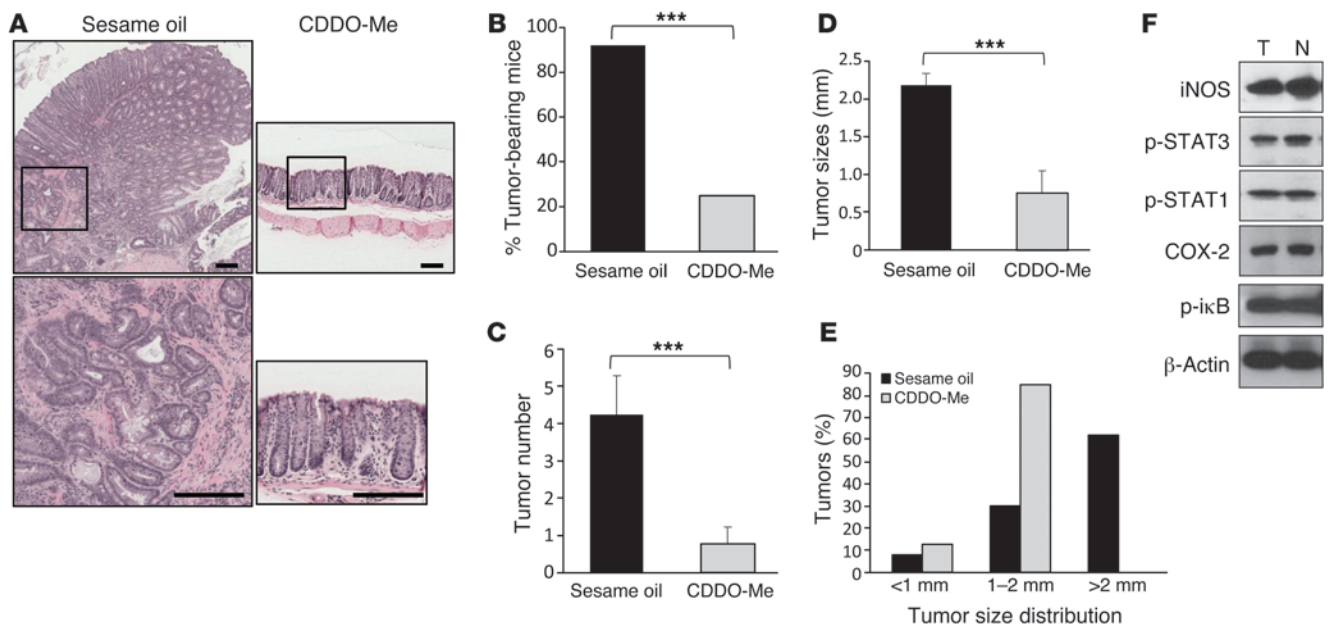 A
Sesame oil
CDDO-Me
B
% Tumor-bearing mice
100
80
60
40
20
0
***
Sesame oil
CDDO-Me
C
Tumor number
6
5
4
3
2
1
0
***
Sesame oil
CDDO-Me
D
Tumor sizes (mm)
2.5
2.0
1.5
1.0
0.5
0
***
Sesame oil
CDDO-Me
E
Tumors (%)
90
80
70
60
50
40
30
20
10
0
Sesame oil
CDDO-Me
<1 mm
1–2 mm
>2 mm
Tumor size distribution
F
T N
iNOS
p-STAT3
p-STAT1
COX-2
p-iκB
β-Actin